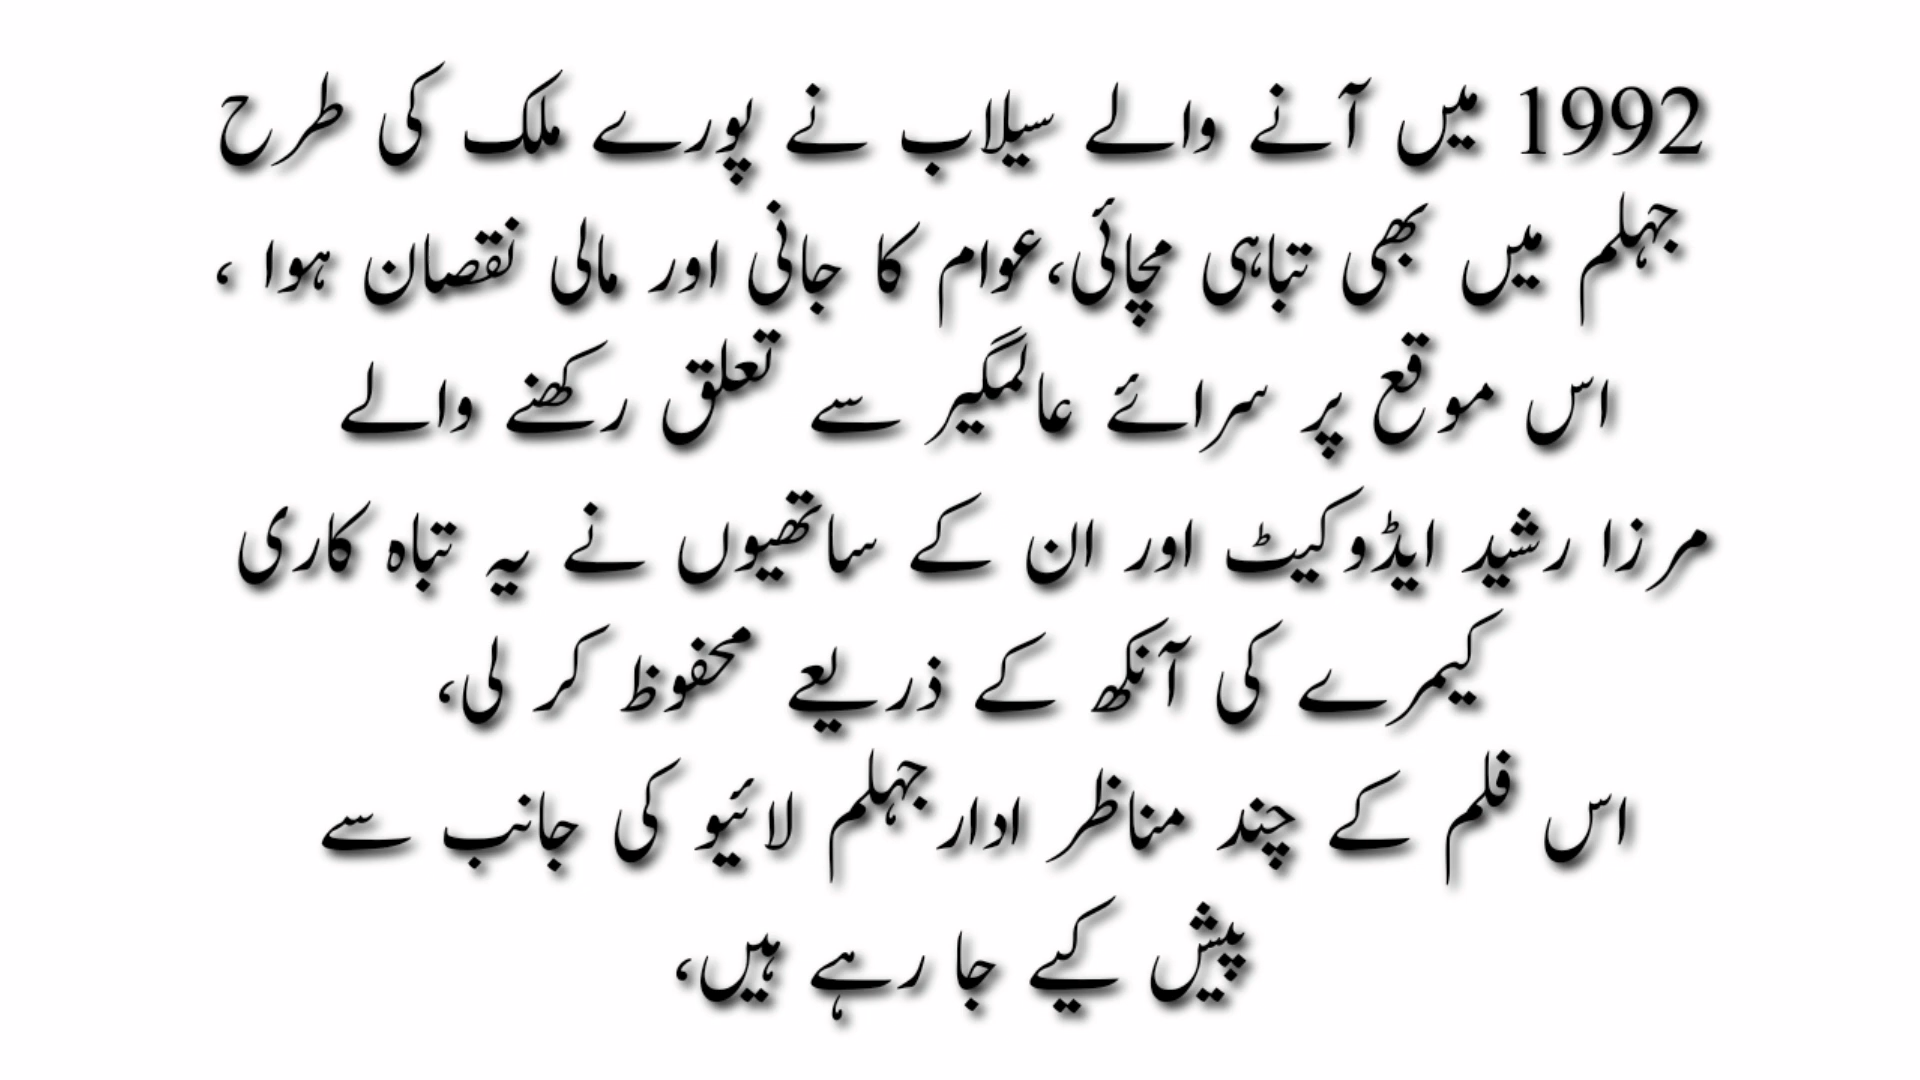 1992 میں آنے والے سیلاب نے پورے ملک کی طرح
جہلم میں بھی تباہی مچائی،عوام کا جانی اور مالی نقصان ہوا ،
اس موقع پر سرائے عالمگیر سے تعلق رکھنے والے
مرزا رشید ایڈوکیٹ اور ان کے ساتھیوں نے یہ تباہ کاری
کیمرے کی آنکھ کے ذریعے محفوظ کر لی،
اس فلم کے چند مناظر ادارجہلم لائیو کی جانب سے
پیش کیے جا رہے ہیں،